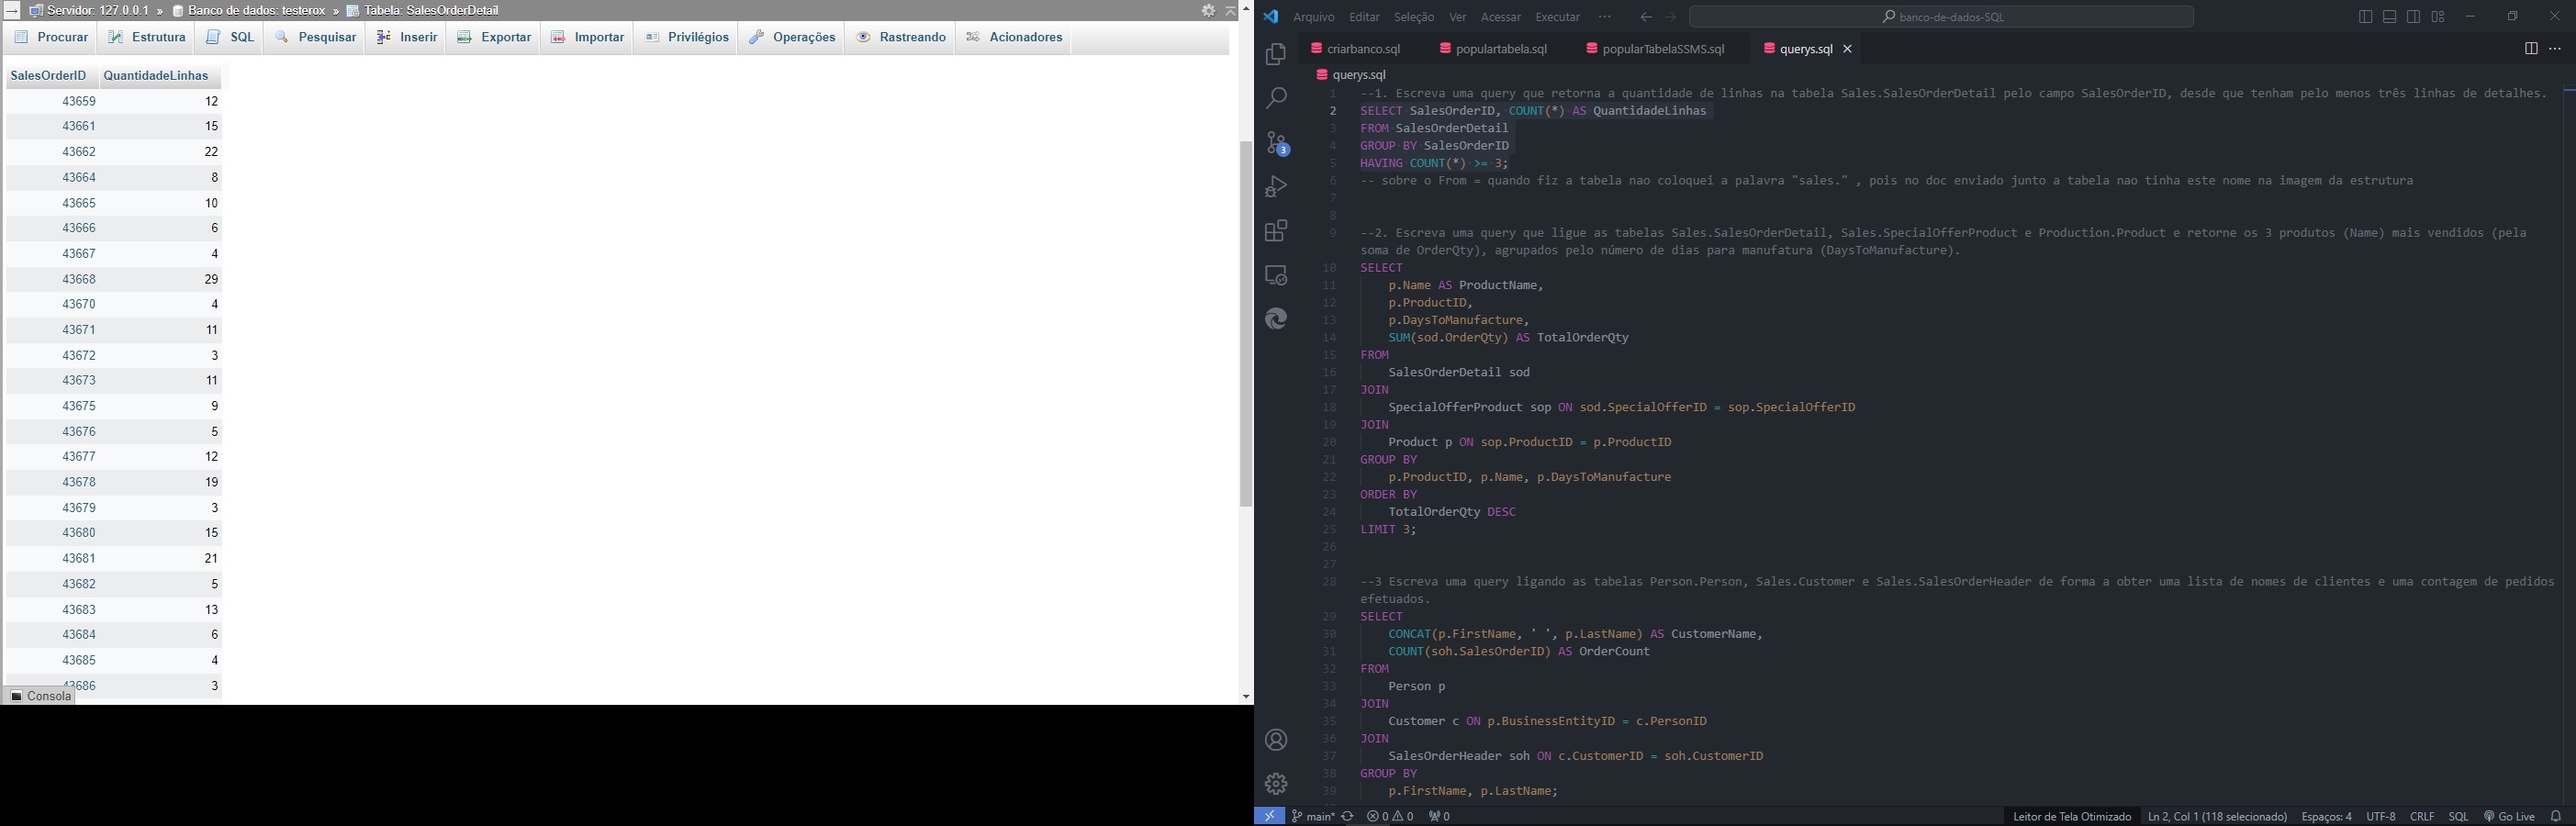 Servidor: 127.0.0.1 » Banco de dados: testerox » Tabela: SalesOrderDetail
Procurar Estrutura SQL Pesquisar Inserir Exportar Importar Privilégios Operações Rastreando Acionadores
SalesOrderID QuantidadeLinhas
43659 12
43661 15
43662 22
43664 8
43665 10
43666 6
43667 4
43668 29
43670 4
43671 11
43672 3
43673 11
43675 9
43676 5
43677 12
43678 19
43679 3
43680 15
43681 21
43682 5
43683 13
43684 6
43685 4
43686 3
Consola
Arquivo Editar Seleção Ver Acessar Executar ··· banco-de-dados-SQL
criarbanco.sql populartabela.sql popularTabelaSSMS.sql querys.sql
querys.sql
1 --1. Escreva uma query que retorna a quantidade de linhas na tabela Sales.SalesOrderDetail pelo campo SalesOrderID, desde que tenham pelo menos três linhas de detalhes.
2 SELECT SalesOrderID, COUNT(*) AS QuantidadeLinhas
3 FROM SalesOrderDetail
4 GROUP BY SalesOrderID
5 HAVING COUNT(*) >= 3;
6 -- sobre o From = quando fiz a tabela nao coloquei a palavra "sales." , pois no doc enviado junto a tabela nao tinha este nome na imagem da estrutura
7
8
9 --2. Escreva uma query que ligue as tabelas Sales.SalesOrderDetail, Sales.SpecialOfferProduct e Production.Product e retorne os 3 produtos (Name) mais vendidos (pela
soma de OrderQty), agrupados pelo número de dias para manufatura (DaysToManufacture).
10 SELECT
11 p.Name AS ProductName,
12 p.ProductID,
13 p.DaysToManufacture,
14 SUM(sod.OrderQty) AS TotalOrderQty
15 FROM
16 SalesOrderDetail sod
17 JOIN
18 SpecialOfferProduct sop ON sod.SpecialOfferID = sop.SpecialOfferID
19 JOIN
20 Product p ON sop.ProductID = p.ProductID
21 GROUP BY
22 p.ProductID, p.Name, p.DaysToManufacture
23 ORDER BY
24 TotalOrderQty DESC
25 LIMIT 3;
26
27
28 --3 Escreva uma query ligando as tabelas Person.Person, Sales.Customer e Sales.SalesOrderHeader de forma a obter uma lista de nomes de clientes e uma contagem de pedidos
efetuados.
29 SELECT
30 CONCAT(p.FirstName, ' ', p.LastName) AS CustomerName,
31 COUNT(soh.SalesOrderID) AS OrderCount
32 FROM
33 Person p
34 JOIN
35 Customer c ON p.BusinessEntityID = c.PersonID
36 JOIN
37 SalesOrderHeader soh ON c.CustomerID = soh.CustomerID
38 GROUP BY
39 p.FirstName, p.LastName;
3
main* 0 0 0 Leitor de Tela Otimizado Ln 2, Col 1 (118 selecionado) Espaços: 4 UTF-8 CRLF SQL Go Live